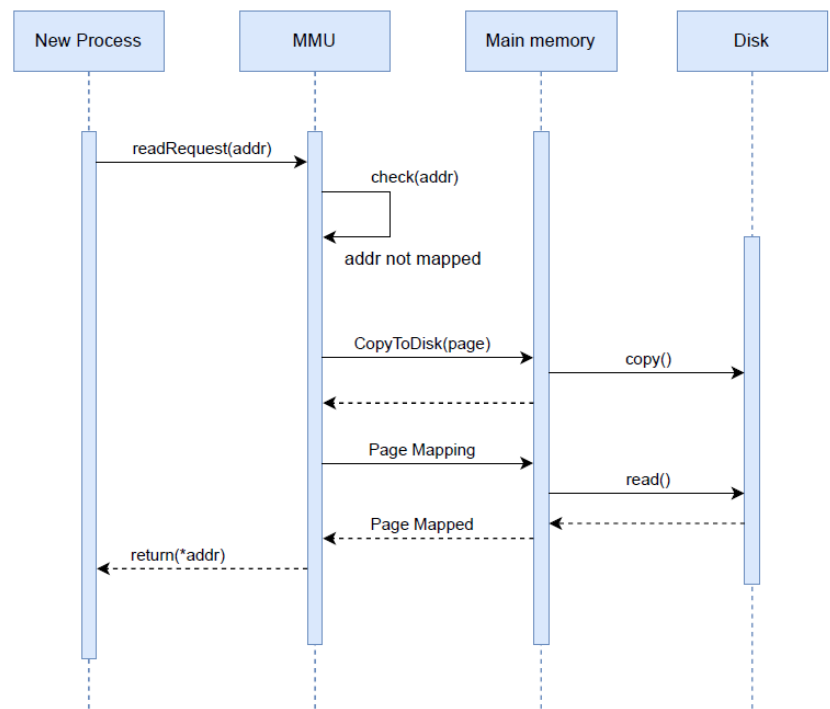 New Process
MMU
Main memory
Disk
readRequest(addr)
check(addr)
addr not mapped
CopyToDisk(page)
copy()
Page Mapping
read()
Page Mapped
return(*addr)